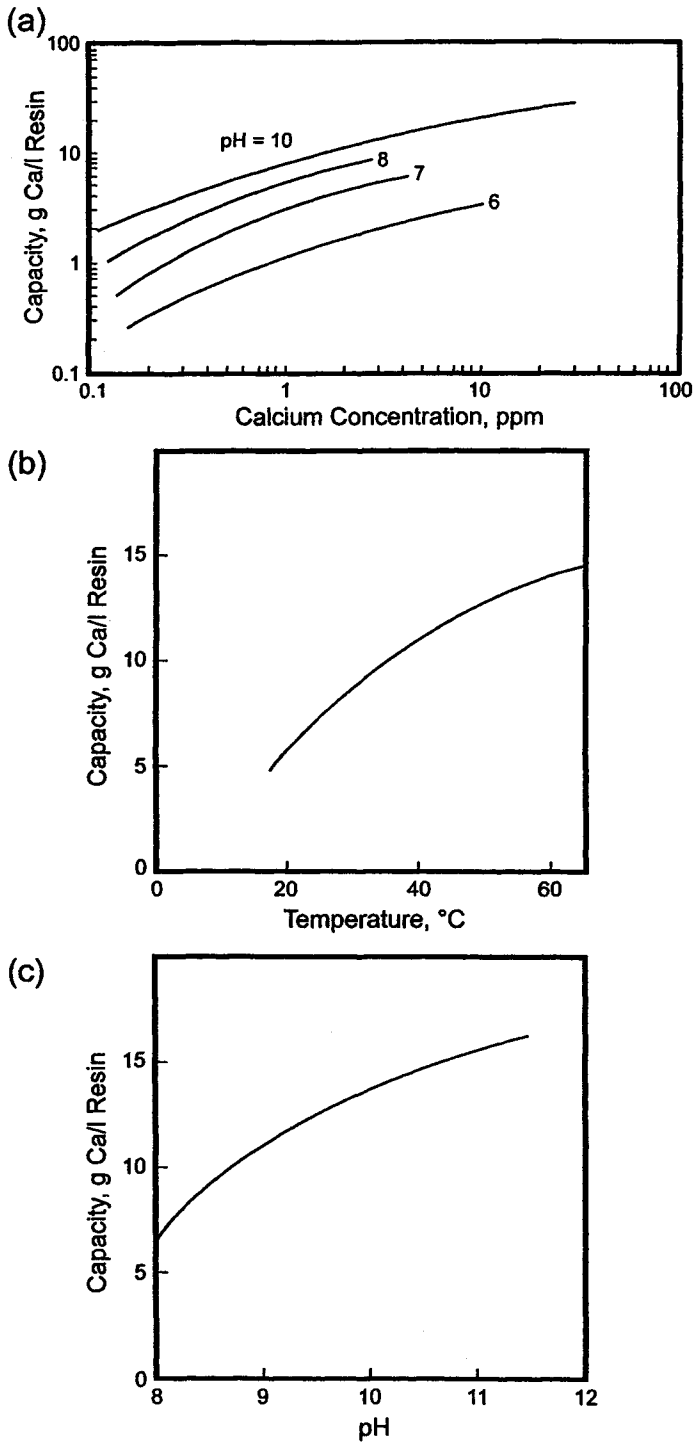 (a)
100
10
1
0.1
Capacity, g Ca/l Resin
pH = 10
8
7
6
0.1
1
10
100
Calcium Concentration, ppm
(b)
15
10
5
0
Capacity, g Ca/l Resin
0
20
40
60
Temperature, °C
(c)
15
10
5
0
Capacity, g Ca/l Resin
8
9
10
11
12
pH